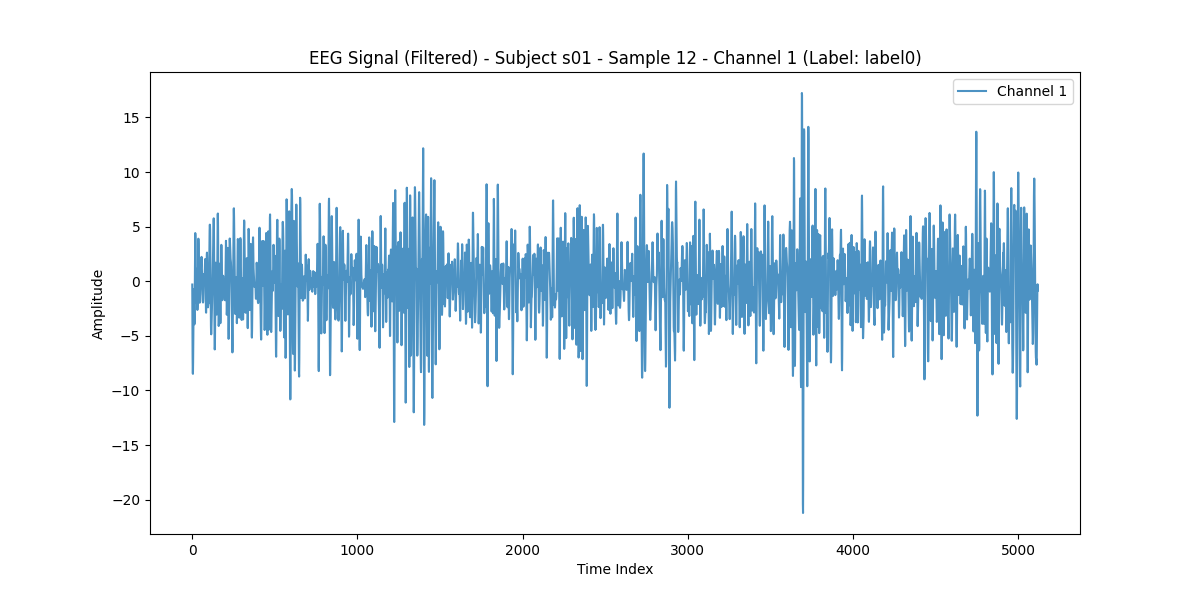 EEG Signal (Filtered) - Subject s01 - Sample 12 - Channel 1 (Label: label0)
Channel 1
15
10
5
0
−5
−10
−15
−20
Amplitude
0 1000 2000 3000 4000 5000
Time Index